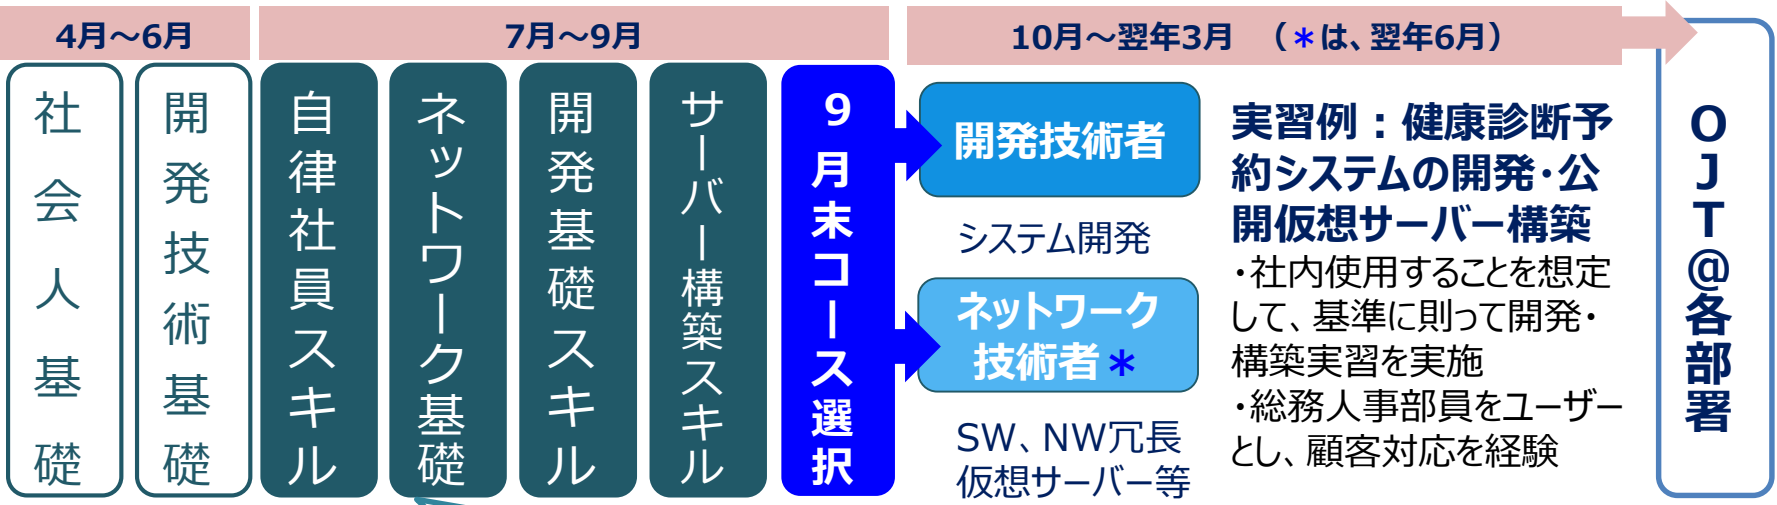 4月～6月
7月～9月
10月～翌年3月 （＊は、翌年6月）
社会人基礎
開発技術基礎
自律社員スキル
ネットワーク基礎
開発基礎スキル
サーバー構築スキル
9月末コース選択
開発技術者
システム開発
ネットワーク
技術者＊
SW、NW冗長
仮想サーバー等
実習例：健康診断予
約システムの開発・公
開仮想サーバー構築
・社内使用することを想定
して、基準に則って開発・
構築実習を実施
・総務人事部員をユーザー
とし、顧客対応を経験
OJT@各部署